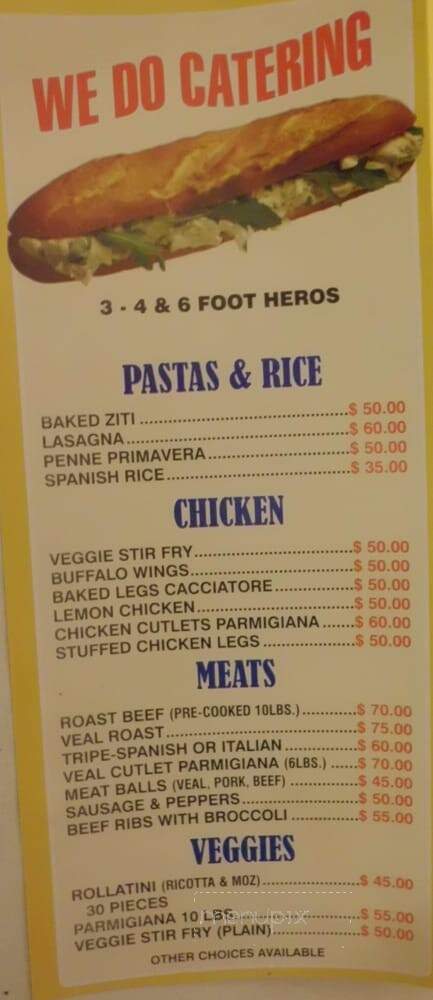 WE DO CATERING
3 - 4 & 6 FOOT HEROS
PASTAS & RICE
BAKED ZITI ........ $ 50.00
LASAGNA ........ $ 60.00
PENNE PRIMAVERA ........ $ 50.00
SPANISH RICE ........ $ 35.00
CHICKEN
VEGGIE STIR FRY ........ $ 50.00
BUFFALO WINGS ........ $ 50.00
BAKED LEGS CACCIATORE ........ $ 50.00
LEMON CHICKEN ........ $ 50.00
CHICKEN CUTLETS PARMIGIANA ...... $ 60.00
STUFFED CHICKEN LEGS ........ $ 50.00
MEATS
ROAST BEEF (PRE-COOKED 10LBS.) ........ $ 70.00
VEAL ROAST ........ $ 75.00
TRIPE-SPANISH OR ITALIAN ........ $ 60.00
VEAL CUTLET PARMIGIANA (6LBS.) ...... $ 70.00
MEAT BALLS (VEAL, PORK, BEEF) ........ $ 45.00
SAUSAGE & PEPPERS ........ $ 50.00
BEEF RIBS WITH BROCCOLI ........ $ 55.00
VEGGIES
ROLLATINI (RICOTTA & MOZ) ........ $ 45.00
30 PIECES
PARMIGIANA 10 LBS. ........ $ 55.00
VEGGIE STIR FRY (PLAIN) ........ $ 50.00
OTHER CHOICES AVAILABLE
menupix